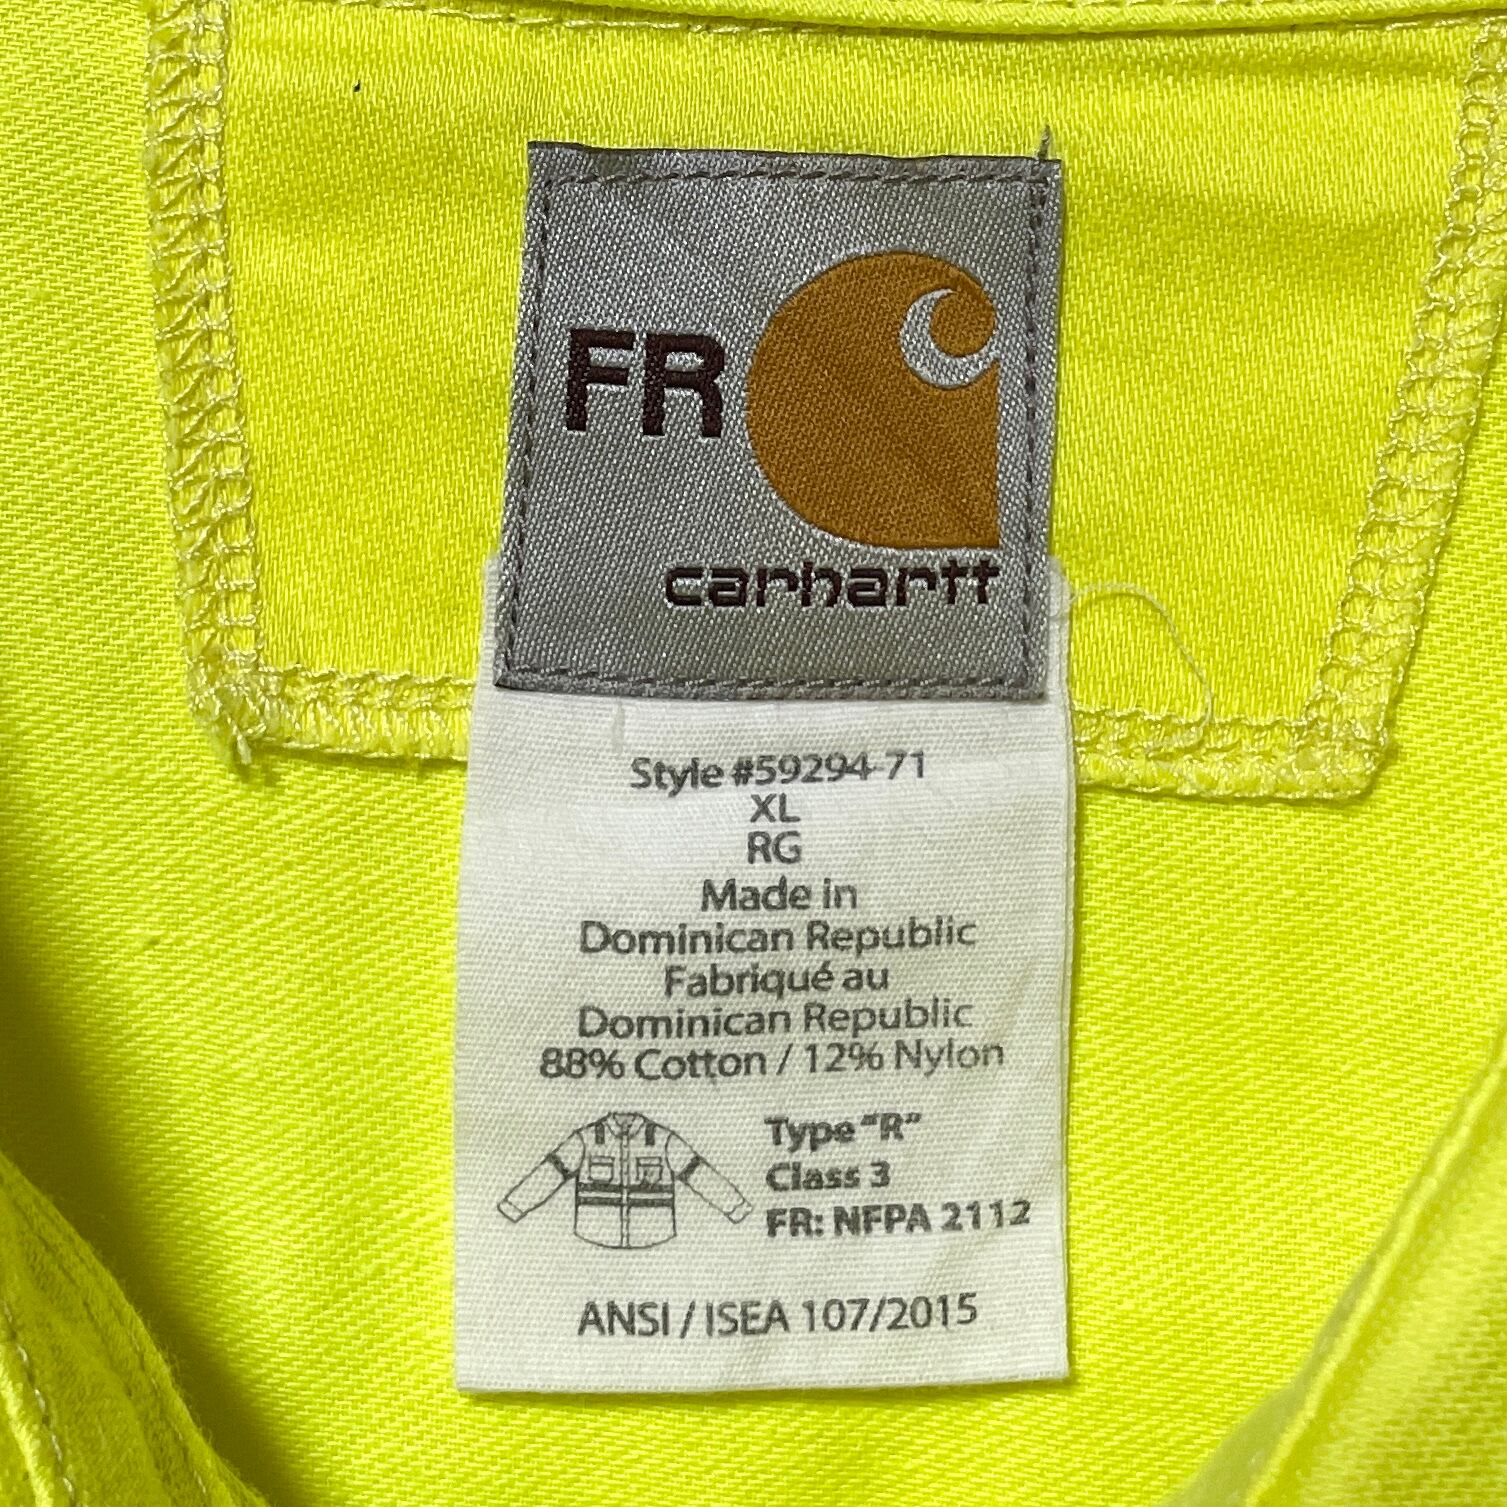 FR
carhartt
Style #59294-71
XL
RG
Made in
Dominican Republic
Fabriqué au
Dominican Republic
88% Cotton / 12% Nylon
Type "R"
Class 3
FR: NFPA 2112
ANSI / ISEA 107/2015